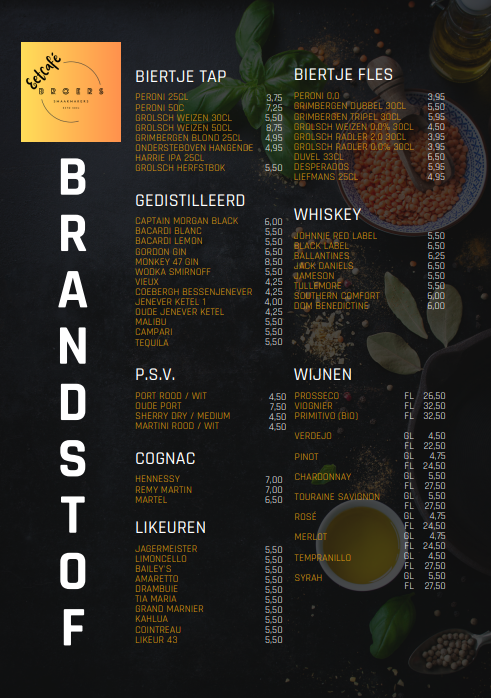 Eetcafé
BROERS
SMAAKMAKERS
BRANDSTOF
BIERTJE TAP
PERONI 25CL 3,75
PERONI 50C 7,25
GROLSCH WEIZEN 30CL 5,50
GROLSCH WEIZEN 50CL 8,75
GRIMBERGEN BLOND 25CL 4,95
ONDERSTEBOVEN HANGENDE 4,95
HARRIE IPA 25CL
GROLSCH HERFSTBOK 5,50
GEDISTILLEERD
CAPTAIN MORGAN BLACK 6,00
BACARDI BLANC 5,50
BACARDI LEMON 5,50
GORDON GIN 6,50
MONKEY 47 GIN 8,50
WODKA SMIRNOFF 5,50
VIEUX 4,25
COEBERGH BESSENJENEVER 4,25
JENEVER KETEL 1 4,00
OUDE JENEVER KETEL 4,25
MALIBU 5,50
CAMPARI 5,50
TEQUILA 5,50
P.S.V.
PORT ROOD / WIT 4,50
OUDE PORT 7,50
SHERRY DRY / MEDIUM 4,50
MARTINI ROOD / WIT 4,50
COGNAC
HENNESSY 7,00
REMY MARTIN 7,00
MARTEL 6,50
LIKEUREN
JAGERMEISTER 5,50
LIMONCELLO 5,50
BAILEY'S 5,50
AMARETTO 5,50
DRAMBUIE 5,50
TIA MARIA 5,50
GRAND MARNIER 5,50
KAHLUA 5,50
COINTREAU 5,50
LIKEUR 43 5,50
BIERTJE FLES
PERONI 0.0 3,95
GRIMBERGEN DUBBEL 30CL 5,50
GRIMBERGEN TRIPEL 30CL 5,95
GROLSCH WEIZEN 0,0% 30CL 4,50
GROLSCH RADLER 2.0 30CL 3,95
GROLSCH RADLER 0.0% 30CL 3,95
DUVEL 33CL 6,50
DESPERADOS 5,95
LIEFMANS 25CL 4,95
WHISKEY
JOHNNIE RED LABEL 5,50
BLACK LABEL 6,50
BALLANTINES 6,25
JACK DANIELS 5,50
JAMESON 5,50
TULLEMORE 5,50
SOUTHERN COMFORT 6,00
DOM BENEDICTINE 6,00
WIJNEN
PROSSECO FL 26,50
VIOGNIER FL 32,50
PRIMITIVO (BIO) FL 32,50
VERDEJO GL 4,50
FL 22,50
PINOT GL 4,75
FL 24,50
CHARDONNAY GL 5,50
FL 27,50
TOURAINE SAVIGNON GL 5,50
FL 27,50
ROSÉ GL 4,75
FL 24,50
MERLOT GL 4,75
FL 24,50
TEMPRANILLO GL 4,50
FL 27,50
SYRAH GL 5,50
FL 27,50